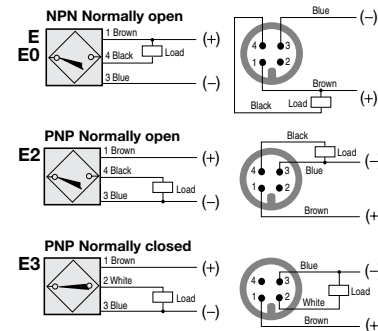 NPN Normally open
E
E0
1 Brown
(+)
4 Black
Load
3 Blue
(–)
Blue
(–)
4
3
1
2
Brown
(+)
Black
Load
PNP Normally open
E2
1 Brown
(+)
4 Black
Load
3 Blue
(–)
Black
Load
(–
Blue
4
3
1
2
Brown
(+
PNP Normally closed
E3
1 Brown
(+)
2 White
Load
3 Blue
(–)
Blue
(–
4
3
Load
1
2
White
Brown
(+